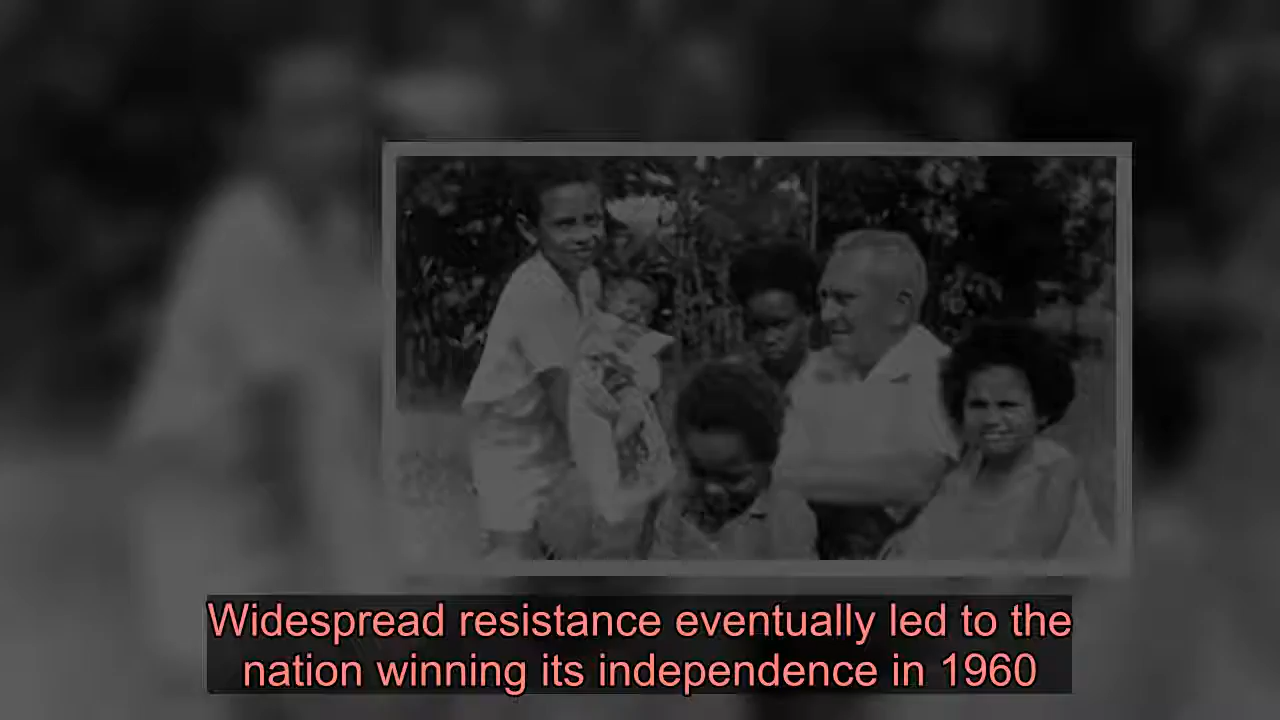 Widespread resistance eventually led to the
nation winning its independence in 1960